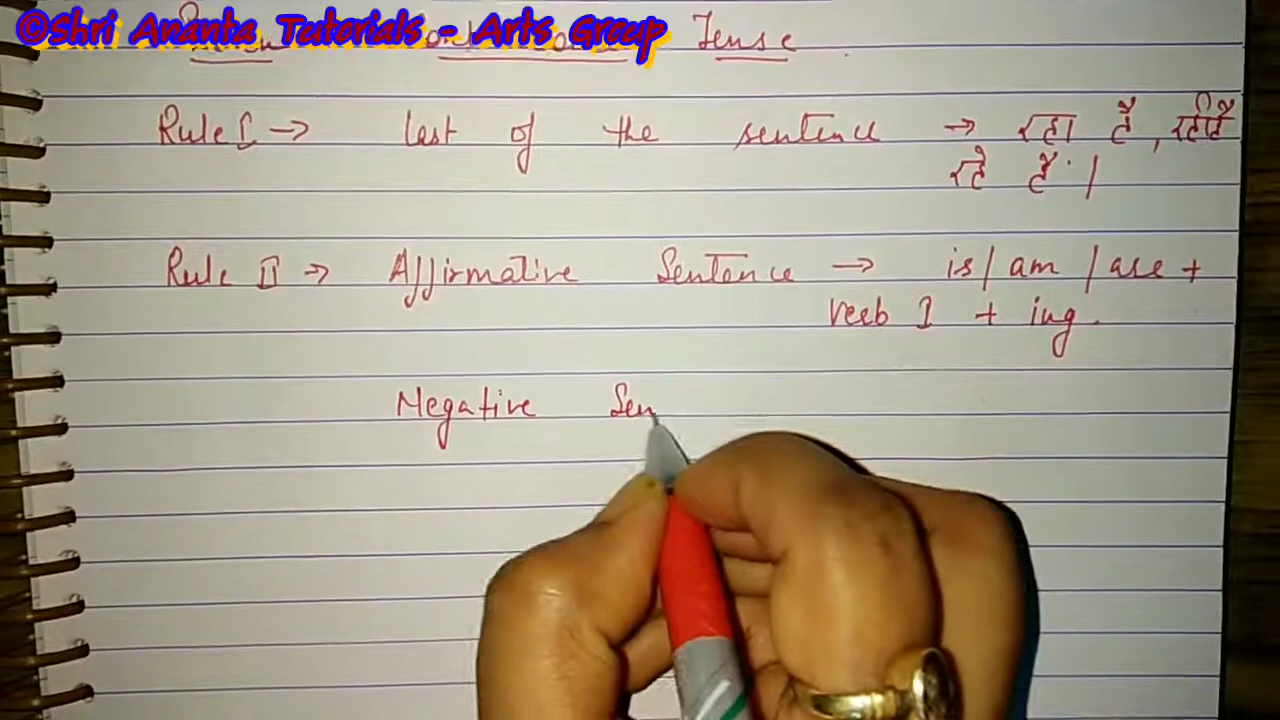 ©Shri Ananta Tutorials - Arts Group
Tense
Rule I → last of the sentence → रहा है, रही है
रहे हैं।
Rule II → Affirmative Sentence → is / am / are +
verb I + ing.
Negative Sen